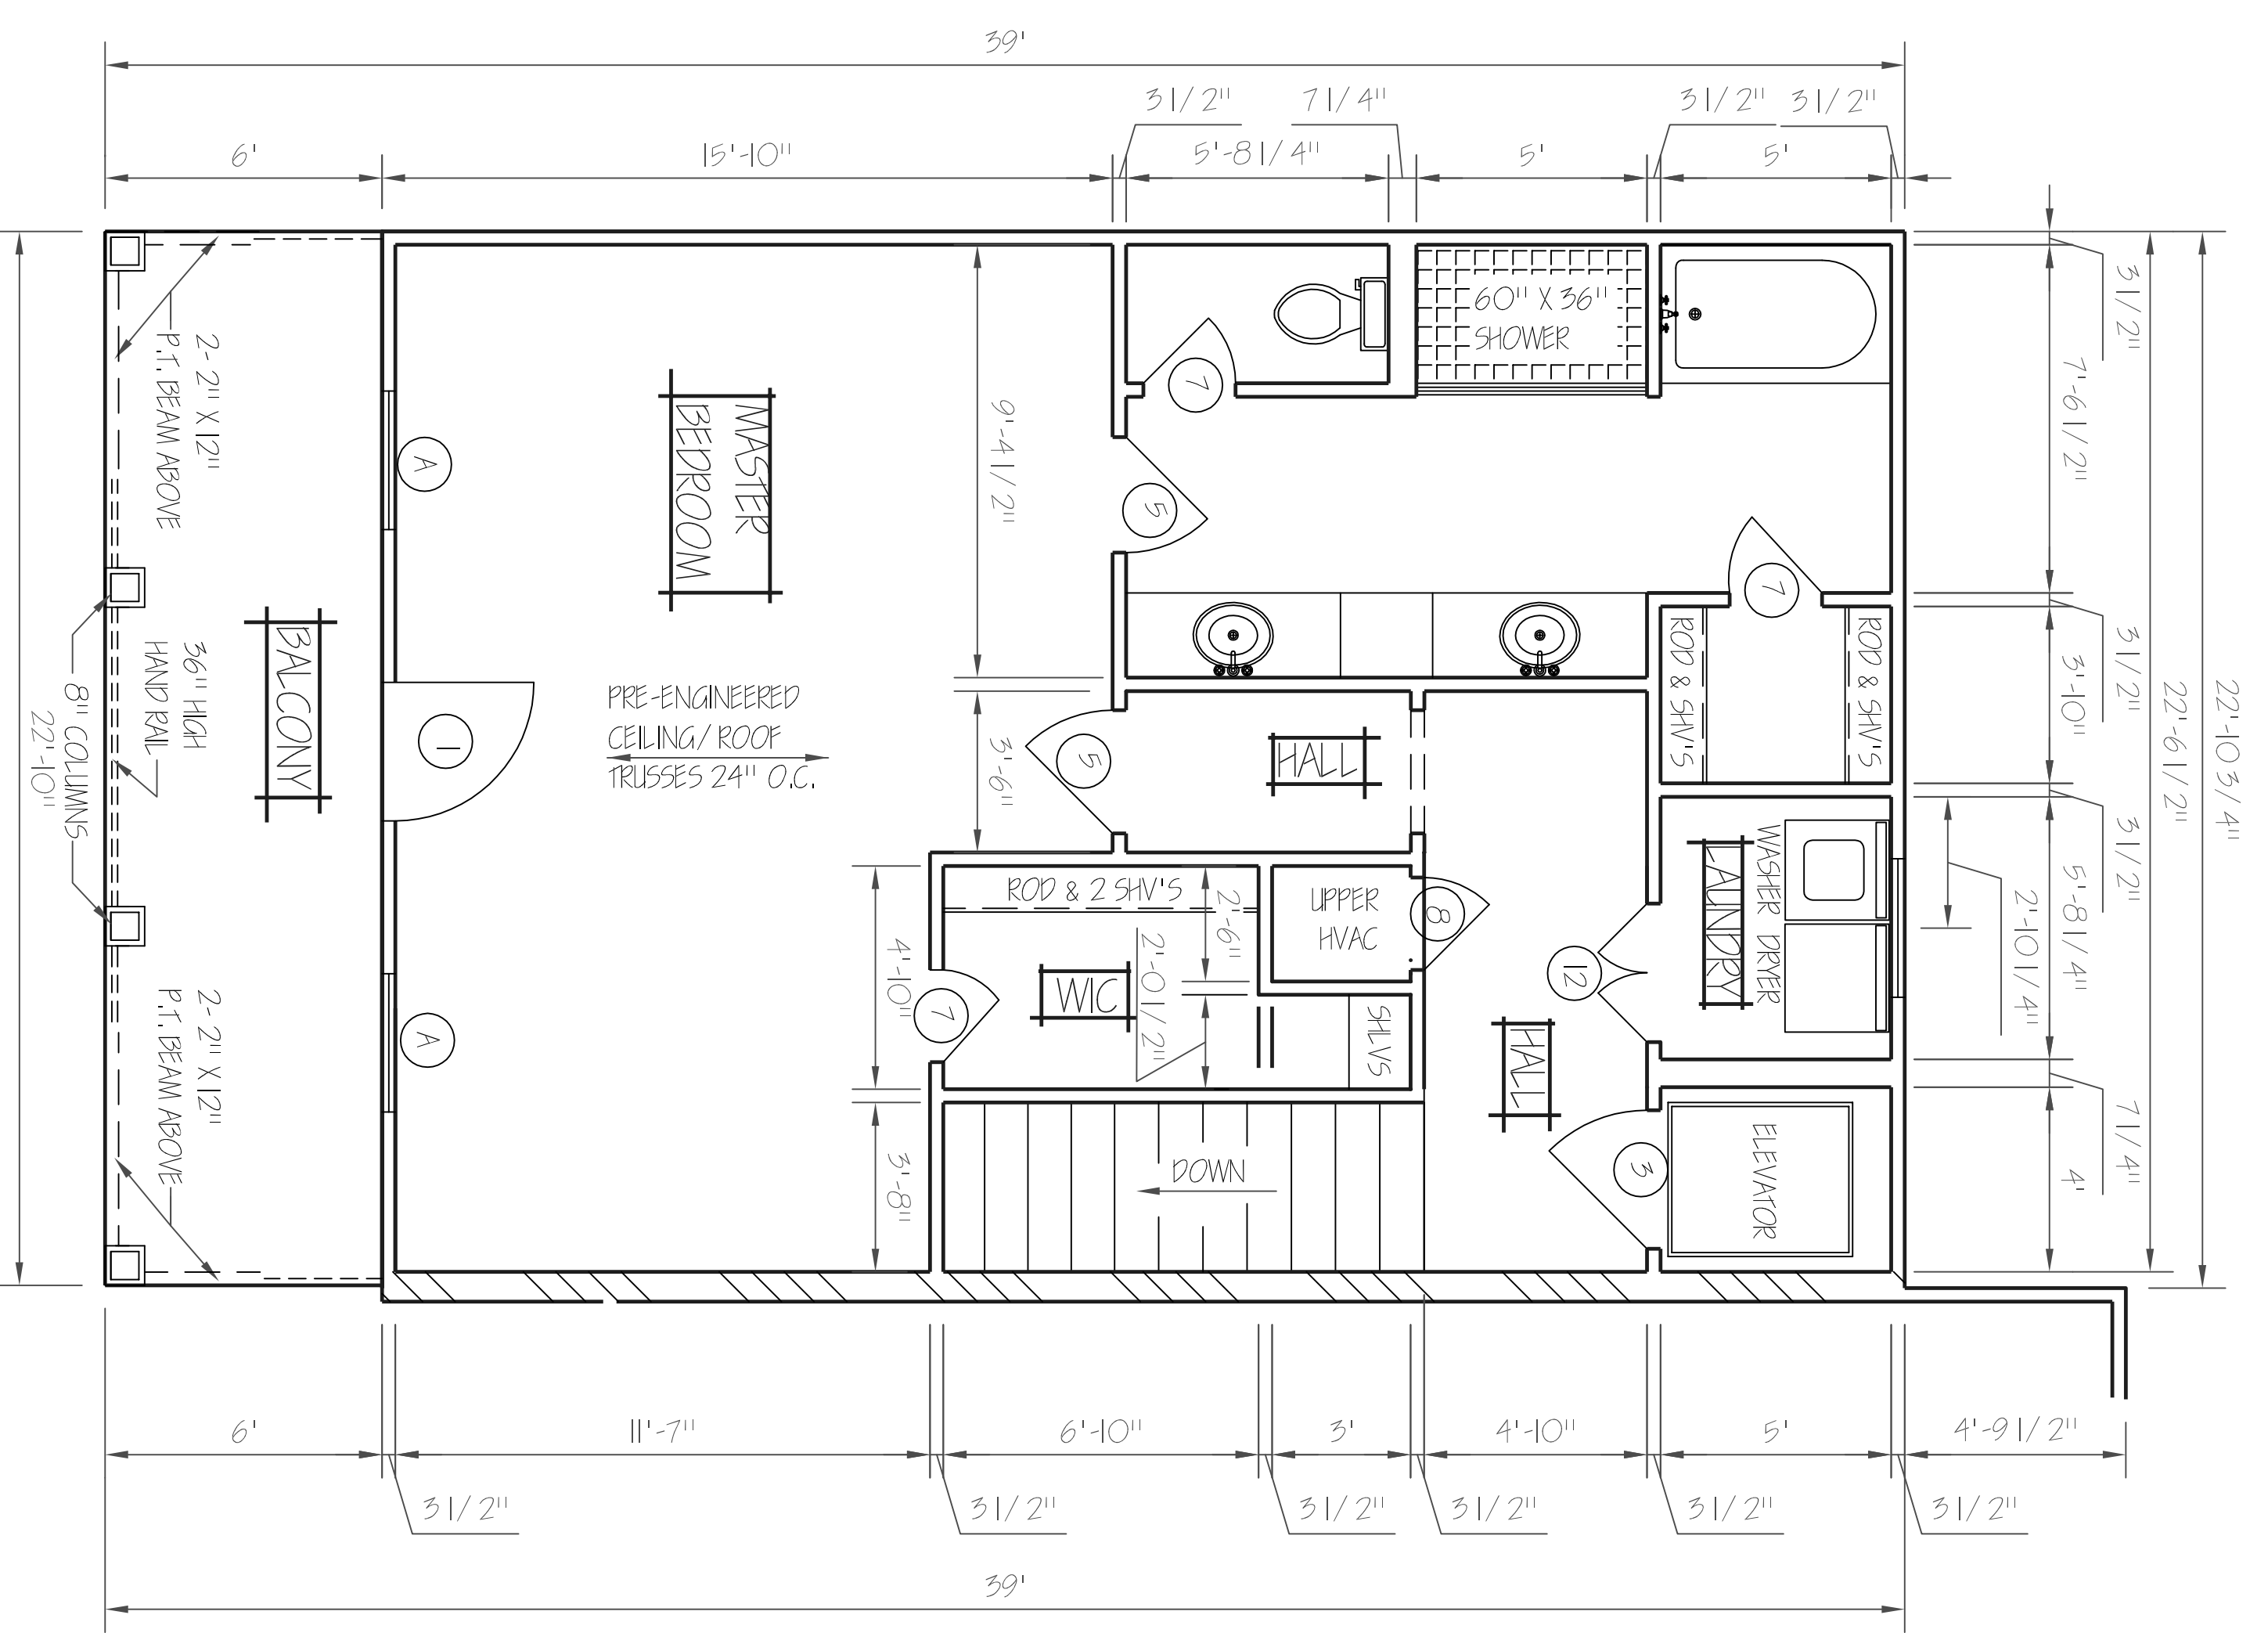 39'
3 1/2"
7 1/4"
3 1/2"
3 1/2"
6'
15'-10"
5'-8 1/4"
5'
5'
60" X 36"
SHOWER
7
2- 2" X 12"
P.T. BEAM ABOVE
A
MASTER
BEDROOM
9'-4 1/2"
5
7
3 1/2"
7'-6 1/2"
BALCONY
36" HIGH
HAND RAIL
8" COLUMNS
22'-10"
1
PRE-ENGINEERED
CEILING/ROOF
TRUSSES 24" O.C.
3'-6"
5
HALL
ROD & SHV'S
ROD & SHV'S
3 1/2"
3'-10"
22'-6 1/2"
22'-10 3/4"
ROD & 2 SHV'S
2'-6"
UPPER
HVAC
8
WASHER
DRYER
LAUNDRY
3 1/2"
5'-8 1/4"
2'-10 1/4"
4'-10"
7
WIC
2'-0 1/2"
SHLVS
12
HALL
A
2- 2" X 12"
P.T. BEAM ABOVE
3'-8"
DOWN
3
ELEVATOR
7 1/4"
4'
6'
11'-7"
6'-10"
3'
4'-10"
5'
4'-9 1/2"
3 1/2"
3 1/2"
3 1/2"
3 1/2"
3 1/2"
3 1/2"
39'